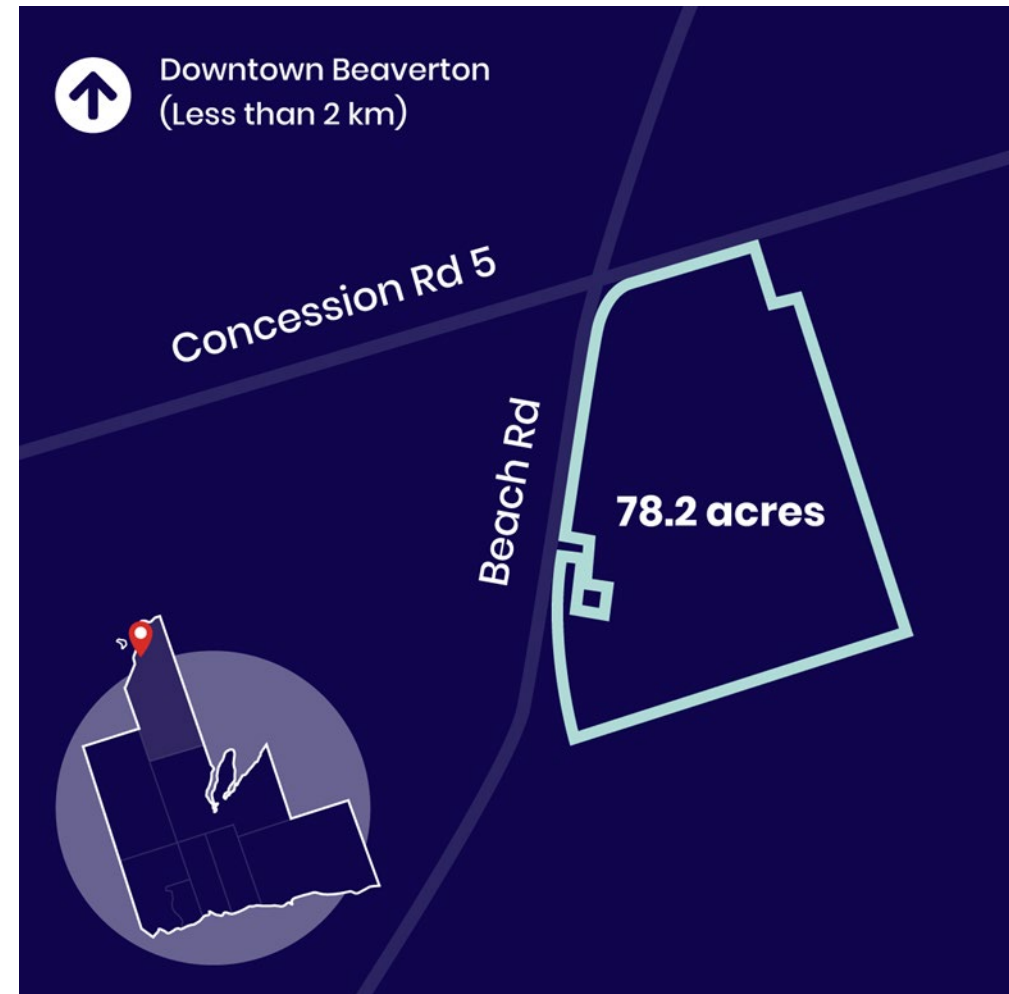 Downtown Beaverton
(Less than 2 km)
Concession Rd 5
Beach Rd
78.2 acres